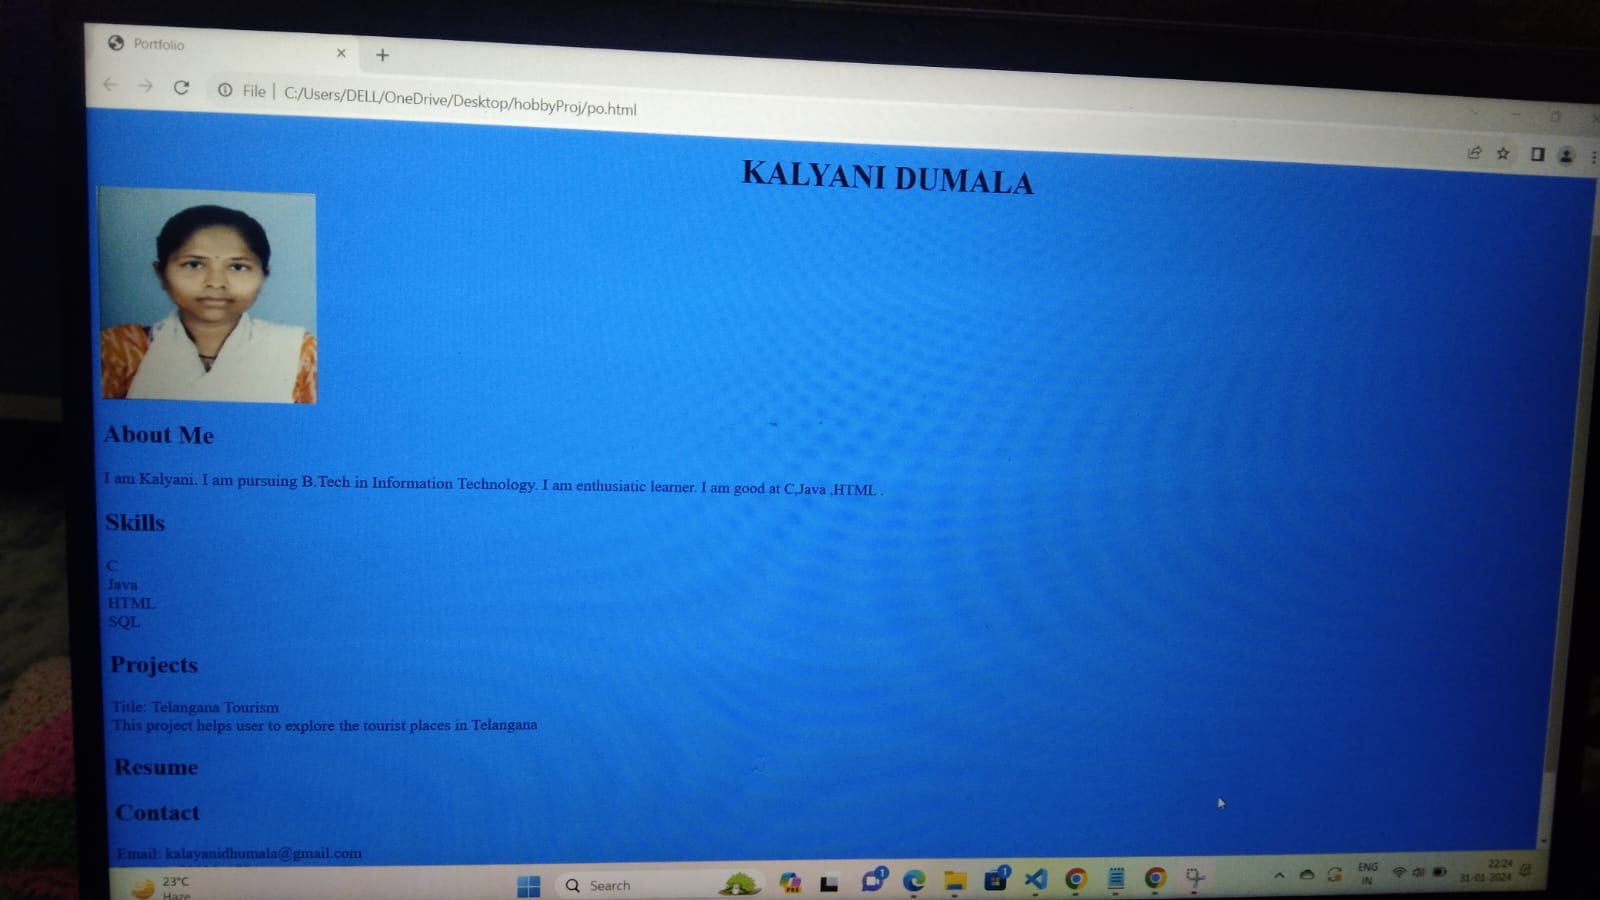 Portfolio
File | C:/Users/DELL/OneDrive/Desktop/hobbyProj/po.html
KALYANI DUMALA
About Me
I am Kalyani. I am pursuing B.Tech in Information Technology. I am enthusiatic learner. I am good at C,Java ,HTML .
Skills
C
Java
HTML
SQL
Projects
Title: Telangana Tourism
This project helps user to explore the tourist places in Telangana
Resume
Contact
Email: kalayanidhumala@gmail.com
23°C
Haze
Search
PRE
1
1
ENG
IN
22:24
31-01-2024